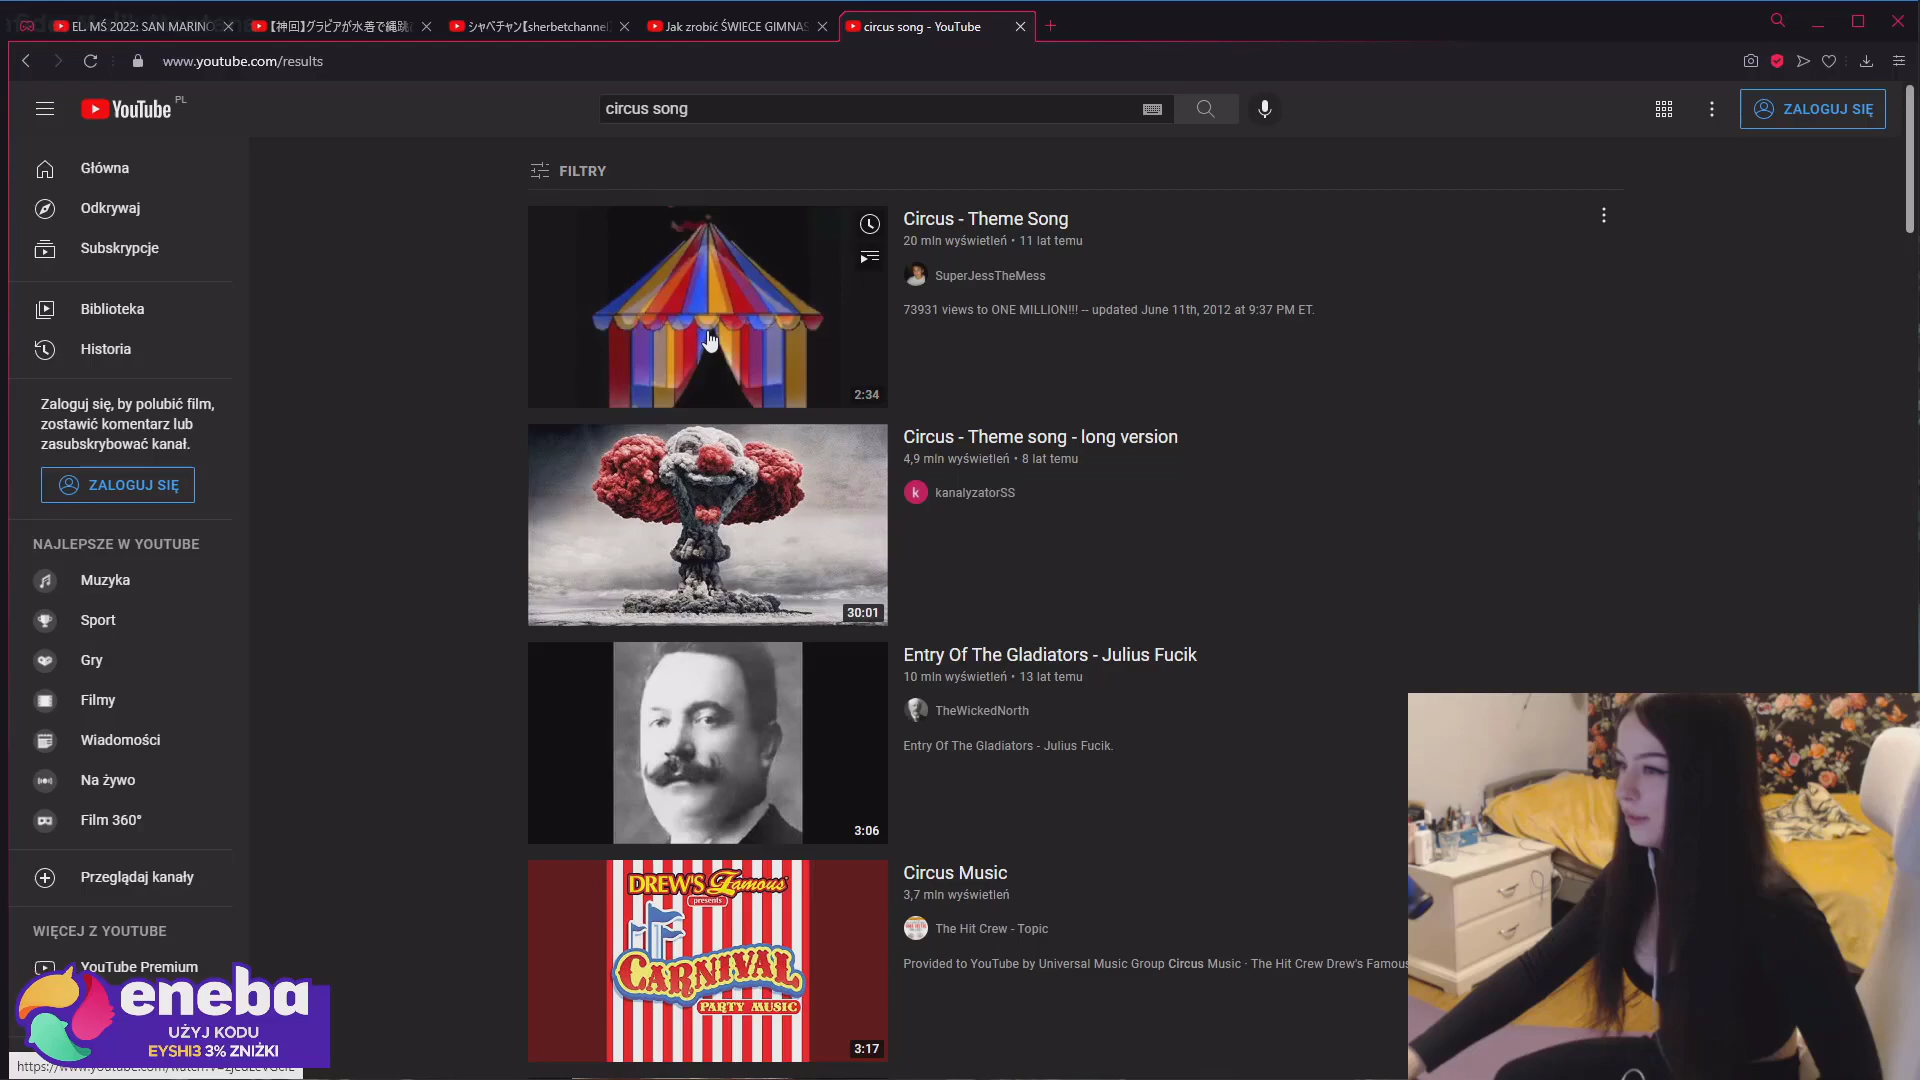 EL. MŚ 2022: SAN MARINO
【神回】グラビアが水着で縄跳
シャベチャン【sherbetchannel】
Jak zrobić ŚWIECE GIMNAS
circus song - YouTube
www.youtube.com/results
YouTube PL
circus song
ZALOGUJ SIĘ
Główna
Odkrywaj
Subskrypcje
Biblioteka
Historia
Zaloguj się, by polubić film,
zostawić komentarz lub
zasubskrybować kanał.
ZALOGUJ SIĘ
NAJLEPSZE W YOUTUBE
Muzyka
Sport
Gry
Filmy
Wiadomości
Na żywo
Film 360°
Przeglądaj kanały
WIĘCEJ Z YOUTUBE
YouTube Premium
eneba
UŻYJ KODU
EYSHI3 3% ZNIŻKI
FILTRY
2:34
Circus - Theme Song
20 mln wyświetleń • 11 lat temu
SuperJessTheMess
73931 views to ONE MILLION!!! -- updated June 11th, 2012 at 9:37 PM ET.
30:01
Circus - Theme song - long version
4,9 mln wyświetleń • 8 lat temu
k
kanalyzatorSS
3:06
Entry Of The Gladiators - Julius Fucik
10 mln wyświetleń • 13 lat temu
TheWickedNorth
Entry Of The Gladiators - Julius Fucik.
DREW'S Famous
presents
CARNIVAL
PARTY MUSIC
3:17
Circus Music
3,7 mln wyświetleń
The Hit Crew - Topic
Provided to YouTube by Universal Music Group Circus Music · The Hit Crew Drew's Famous